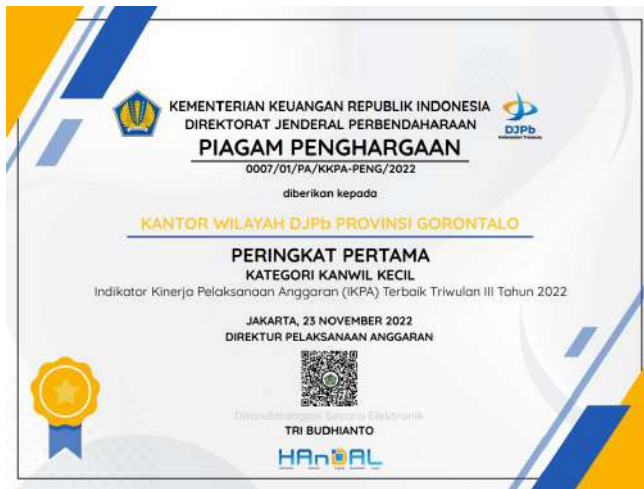 KEMENTERIAN KEUANGAN REPUBLIK INDONESIA
DIREKTORAT JENDERAL PERBENDAHARAAN
DJPb
PIAGAM PENGHARGAAN
0007/01/PA/KKPA-PENG/2022
diberikan kepada
KANTOR WILAYAH DJPb PROVINSI GORONTALO
PERINGKAT PERTAMA
KATEGORI KANWIL KECIL
Indikator Kinerja Pelaksanaan Anggaran (IKPA) Terbaik Triwulan III Tahun 2022
JAKARTA, 23 NOVEMBER 2022
DIREKTUR PELAKSANAAN ANGGARAN
Ditandatangani Secara Elektronik
TRI BUDHIANTO
HAnDAL